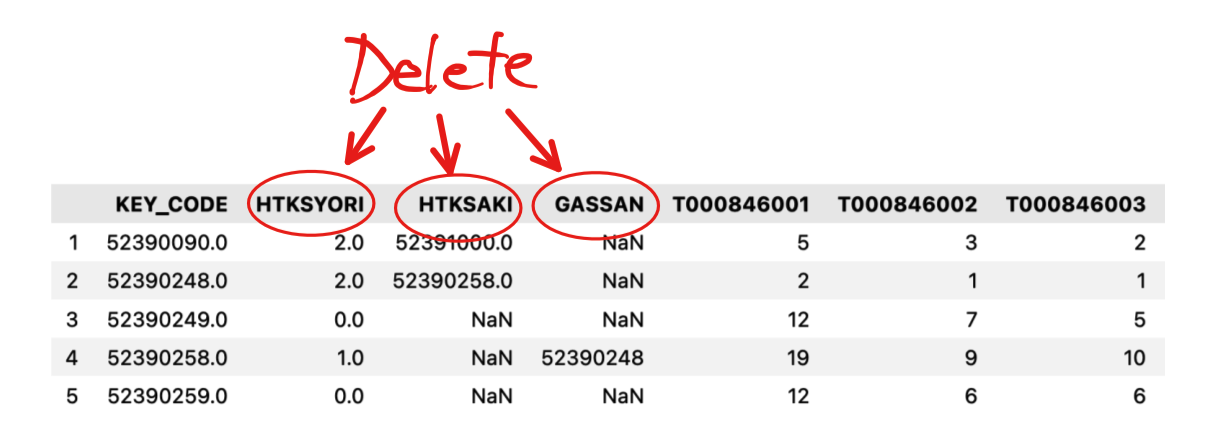 Delete
KEY_CODE HTKSYORI HTKSAKI GASSAN T000846001 T000846002 T000846003
1 52390090.0 2.0 52391000.0 NaN 5 3 2
2 52390248.0 2.0 52390258.0 NaN 2 1 1
3 52390249.0 0.0 NaN NaN 12 7 5
4 52390258.0 1.0 NaN 52390248 19 9 10
5 52390259.0 0.0 NaN NaN 12 6 6